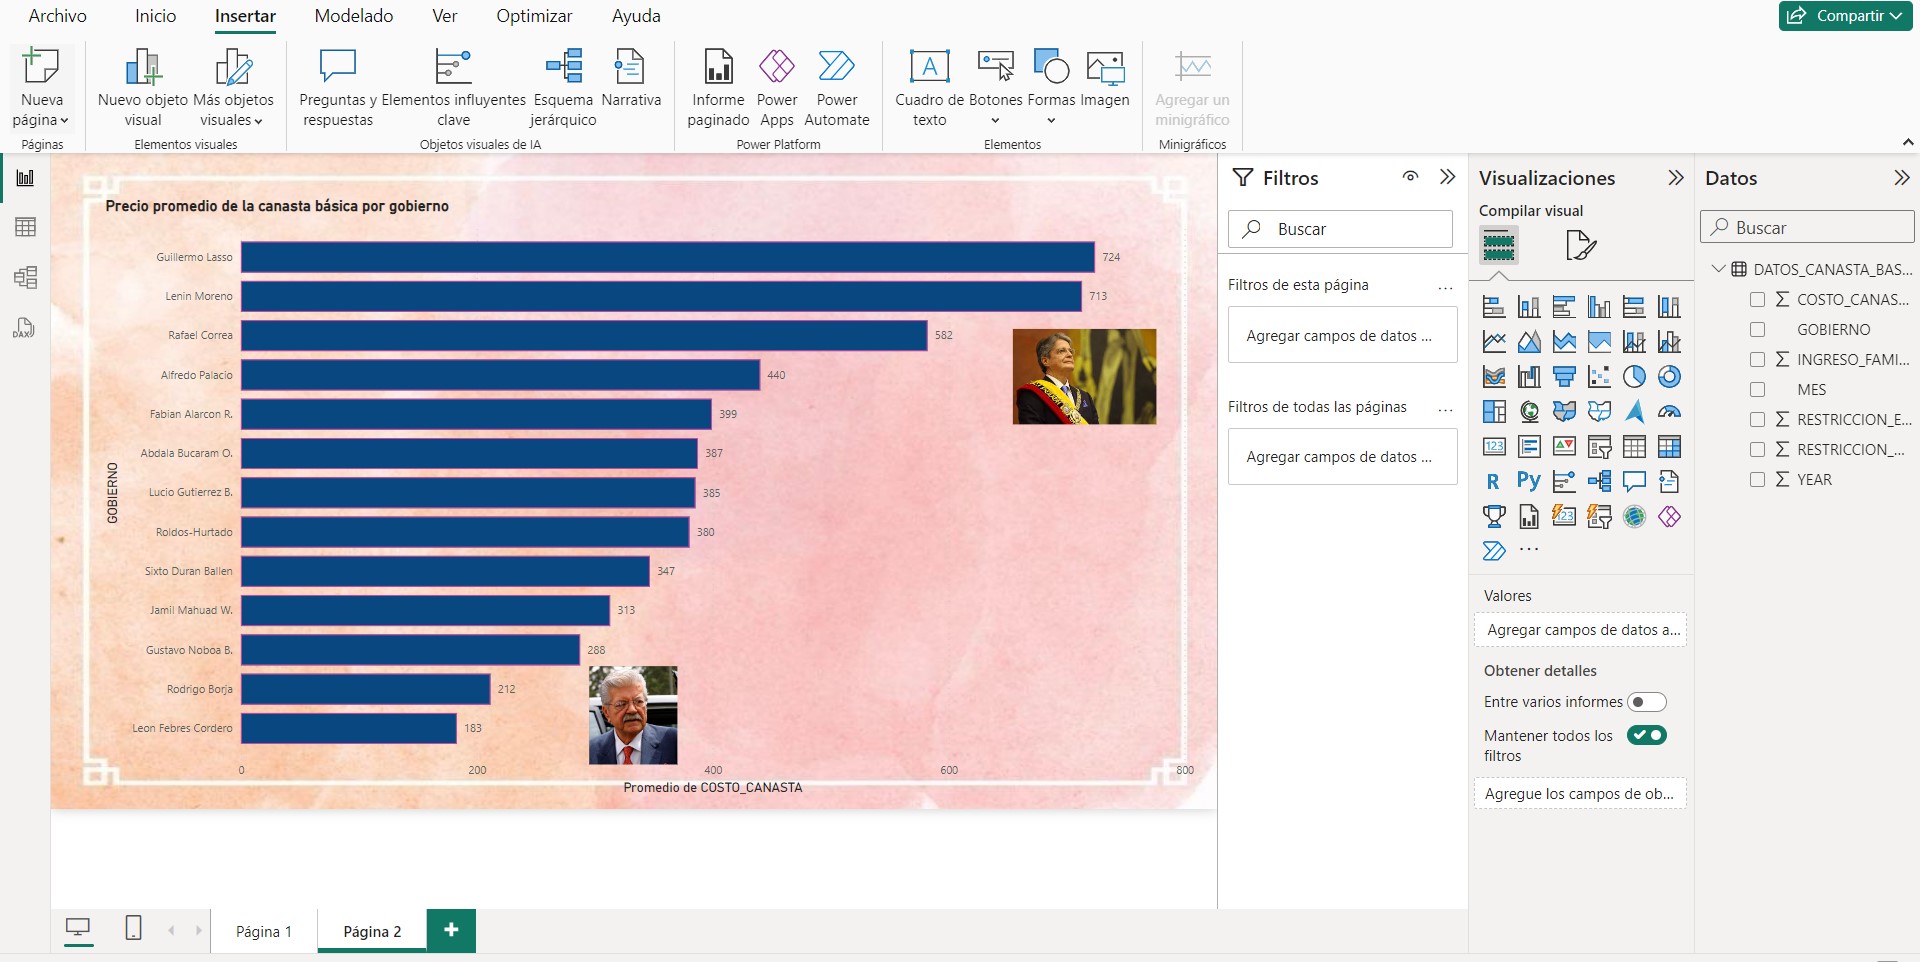 Archivo
Inicio
Insertar
Modelado
Ver
Optimizar
Ayuda
Compartir
Nueva
página
Páginas
Nuevo objeto
visual
Más objetos
visuales
Elementos visuales
Preguntas y
respuestas
Elementos influyentes
clave
Esquema
jerárquico
Narrativa
Objetos visuales de IA
Informe
paginado
Power
Apps
Power
Automate
Power Platform
Cuadro de
texto
Botones
Formas
Imagen
Elementos
Agregar un
minigráfico
Minigráficos
DAX
Precio promedio de la canasta básica por gobierno
GOBIERNO
Guillermo Lasso 724
Lenin Moreno 713
Rafael Correa 582
Alfredo Palacio 440
Fabian Alarcon R. 399
Abdala Bucaram O. 387
Lucio Gutierrez B. 385
Roldos-Hurtado 380
Sixto Duran Ballen 347
Jamil Mahuad W. 313
Gustavo Noboa B. 288
Rodrigo Borja 212
Leon Febres Cordero 183
0 200 400 600 800
Promedio de COSTO_CANASTA
Filtros
Buscar
Filtros de esta página ...
Agregar campos de datos ...
Filtros de todas las páginas ...
Agregar campos de datos ...
Visualizaciones
Compilar visual
123
R Py
123
...
Valores
Agregar campos de datos a...
Obtener detalles
Entre varios informes
Mantener todos los
filtros
Agregue los campos de ob...
Datos
Buscar
DATOS_CANASTA_BAS...
COSTO_CANAS...
GOBIERNO
INGRESO_FAMI...
MES
RESTRICCION_E...
RESTRICCION_...
YEAR
Página 1
Página 2